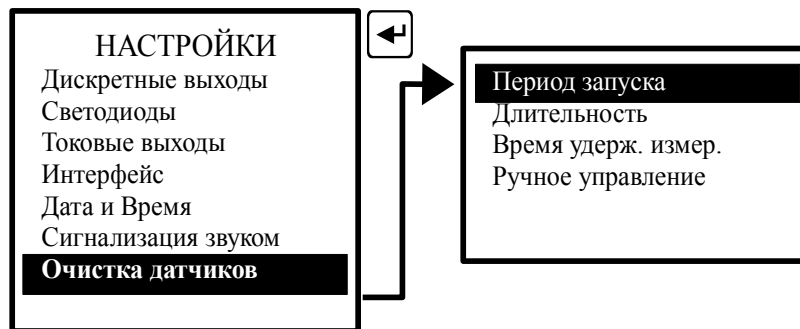 НАСТРОЙКИ
Дискретные выходы
Светодиоды
Токовые выходы
Интерфейс
Дата и Время
Сигнализация звуком
Очистка датчиков
Период запуска
Длительность
Время удерж. измер.
Ручное управление